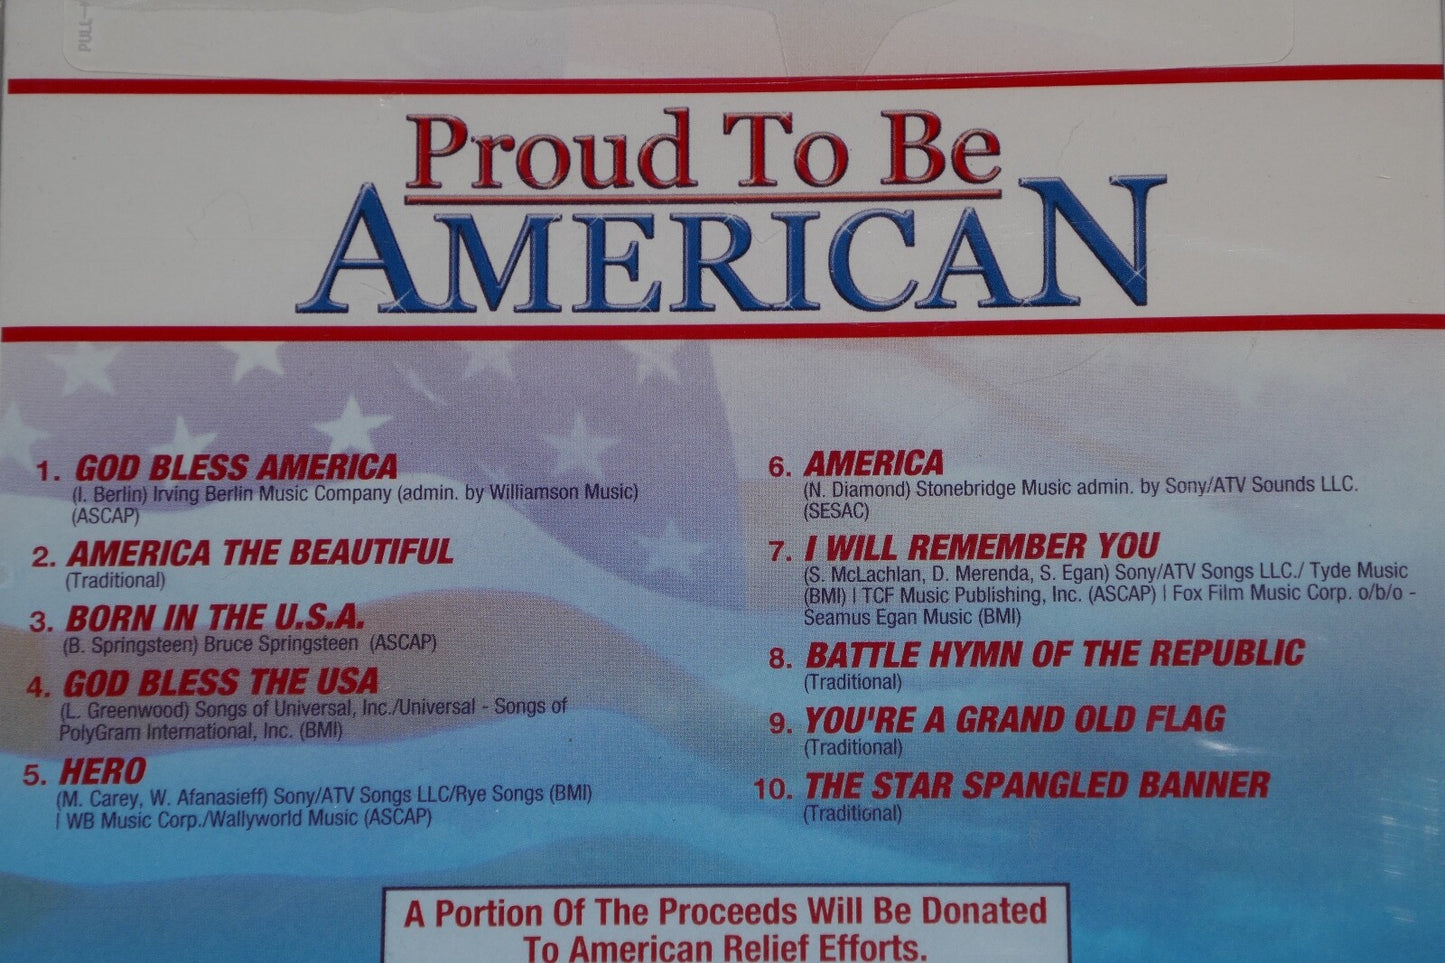 PULL
Proud To Be
AMERICAN
1. GOD BLESS AMERICA
(I. Berlin) Irving Berlin Music Company (admin. by Williamson Music)
(ASCAP)
2. AMERICA THE BEAUTIFUL
(Traditional)
3. BORN IN THE U.S.A.
(B. Springsteen) Bruce Springsteen (ASCAP)
4. GOD BLESS THE USA
(L. Greenwood) Songs of Universal, Inc./Universal - Songs of
PolyGram International, Inc. (BMI)
5. HERO
(M. Carey, W. Afanasieff) Sony/ATV Songs LLC/Rye Songs (BMI)
| WB Music Corp./Wallyworld Music (ASCAP)
6. AMERICA
(N. Diamond) Stonebridge Music admin. by Sony/ATV Sounds LLC.
(SESAC)
7. I WILL REMEMBER YOU
(S. McLachlan, D. Merenda, S. Egan) Sony/ATV Songs LLC./ Tyde Music
(BMI) | TCF Music Publishing, Inc. (ASCAP) | Fox Film Music Corp. o/b/o -
Seamus Egan Music (BMI)
8. BATTLE HYMN OF THE REPUBLIC
(Traditional)
9. YOU'RE A GRAND OLD FLAG
(Traditional)
10. THE STAR SPANGLED BANNER
(Traditional)
A Portion Of The Proceeds Will Be Donated
To American Relief Efforts.